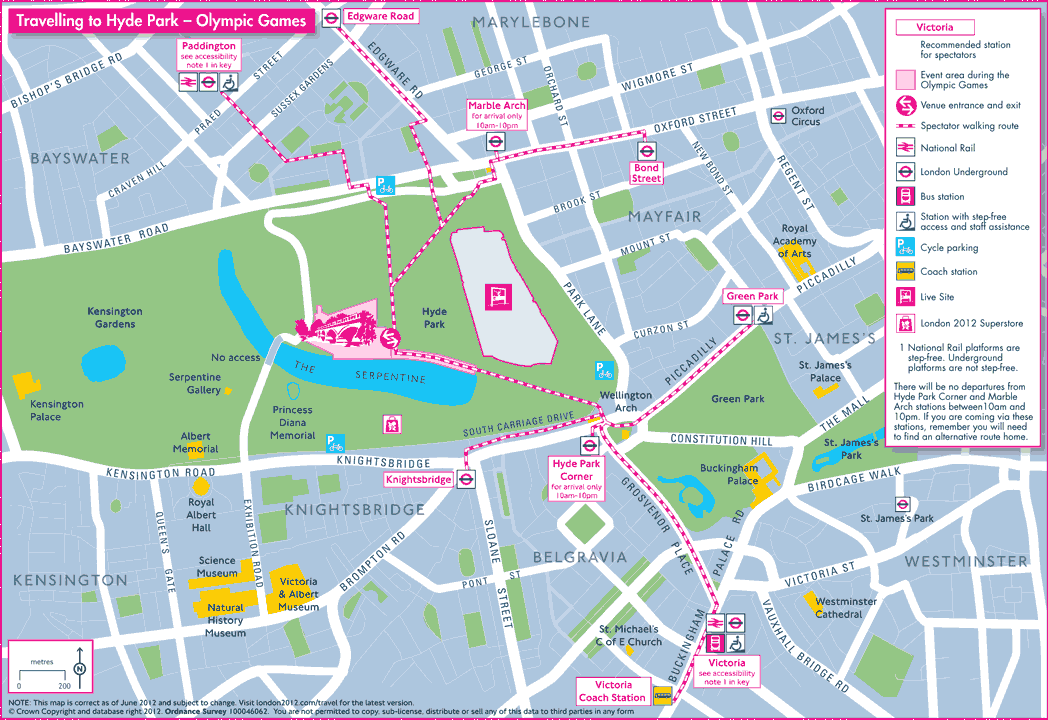 Travelling to Hyde Park – Olympic Games
Edgware Road
MARYLEBONE
Paddington
see accessibility
note 1 in key
BISHOP'S BRIDGE RD
STREET
PRAED
SUSSEX GARDENS
EDGWARE RD
GEORGE ST
ORCHARD ST
WIGMORE ST
Marble Arch
for arrival only
10am-10pm
OXFORD STREET
Oxford
Circus
BAYSWATER
CRAVEN HILL
P
Bond
Street
NEW BOND ST
REGENT ST
BROOK ST
MAYFAIR
BAYSWATER ROAD
MOUNT ST
Royal
Academy
of Arts
PICCADILLY
PARK LANE
Green Park
Kensington
Gardens
Hyde
Park
CURZON ST
ST. JAMES'S
PICCADILLY
No access
THE SERPENTINE
P
St. James's
Palace
Serpentine
Gallery
Kensington
Palace
Princess
Diana
Memorial
Wellington
Arch
Green Park
THE MALL
SOUTH CARRIAGE DRIVE
Albert
Memorial
P
CONSTITUTION HILL
St. James's
Park
KENSINGTON ROAD
KNIGHTSBRIDGE
Knightsbridge
Hyde Park
Corner
for arrival only
10am-10pm
Buckingham
Palace
BIRDCAGE WALK
Royal
Albert
Hall
KNIGHTSBRIDGE
GROSVENOR PLACE
St. James's Park
QUEEN'S GATE
EXHIBITION ROAD
BROMPTON RD
SLOANE STREET
BELGRAVIA
PALACE RD
WESTMINSTER
KENSINGTON
Science
Museum
Victoria
& Albert
Museum
Natural
History
Museum
PONT ST
VICTORIA ST
VAUXHALL BRIDGE RD
Westminster
Cathedral
St. Michael's
C of E Church
BUCKINGHAM
Victoria
see accessibility
note 1 in key
Victoria
Coach Station
metres
0 200
N
Victoria
Recommended station
for spectators
Event area during the
Olympic Games
Venue entrance and exit
Spectator walking route
National Rail
London Underground
Bus station
Station with step-free
access and staff assistance
P
Cycle parking
Coach station
Live Site
London 2012 Superstore
1 National Rail platforms are
step-free. Underground
platforms are not step-free.
There will be no departures from
Hyde Park Corner and Marble
Arch stations between10am and
10pm. If you are coming via these
stations, remember you will need
to find an alternative route home.
NOTE: This map is correct as of June 2012 and subject to change. Visit london2012.com/travel for the latest version.
© Crown Copyright and database right 2012. Ordnance Survey 100046062. You are not permitted to copy, sub-license, distribute or sell any of this data to third parties in any form